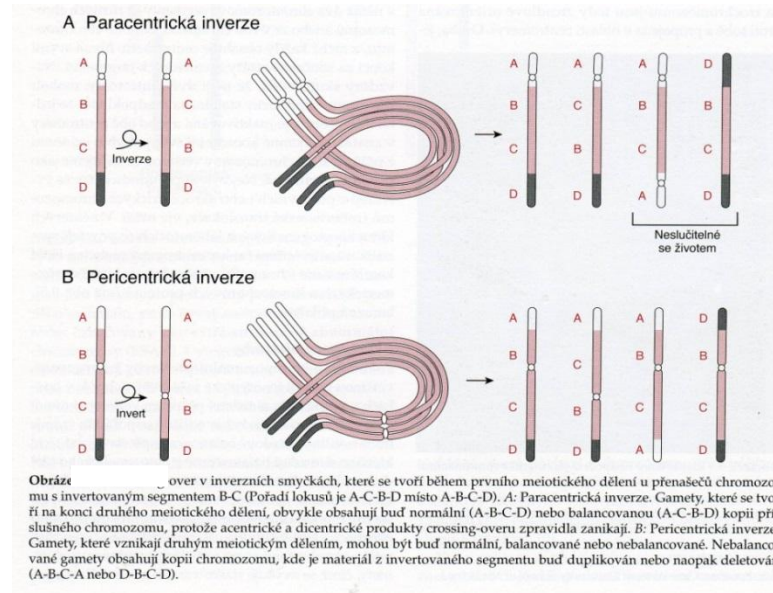 A Paracentrická inverze
A A
B C
C B
D D
Inverze
A A A D
B C B C
C B C B
D D A D
Neslučitelné
se životem
B Pericentrická inverze
A A
B C
C B
D D
Invert
A A A D
B C B B
C B C C
D D A D
Obráze over v inverzních smyčkách, které se tvoří během prvního meiotického dělení u přenašečů chromozo
mu s invertovaným segmentem B-C (Pořadí lokusů je A-C-B-D místo A-B-C-D). A: Paracentrická inverze. Gamety, které se tvo
ří na konci druhého meiotického dělení, obvykle obsahují buď normální (A-B-C-D) nebo balancovanou (A-C-B-D) kopii pří
slušného chromozomu, protože acentrické a dicentrické produkty crossing-overu zpravidla zanikají. B: Pericentrická inverze
Gamety, které vznikají druhým meiotickým dělením, mohou být buď normální, balancované nebo nebalancované. Nebalanco
vané gamety obsahují kopii chromozomu, kde je materiál z invertovaného segmentu buď duplikován nebo naopak deletován
(A-B-C-A nebo D-B-C-D).